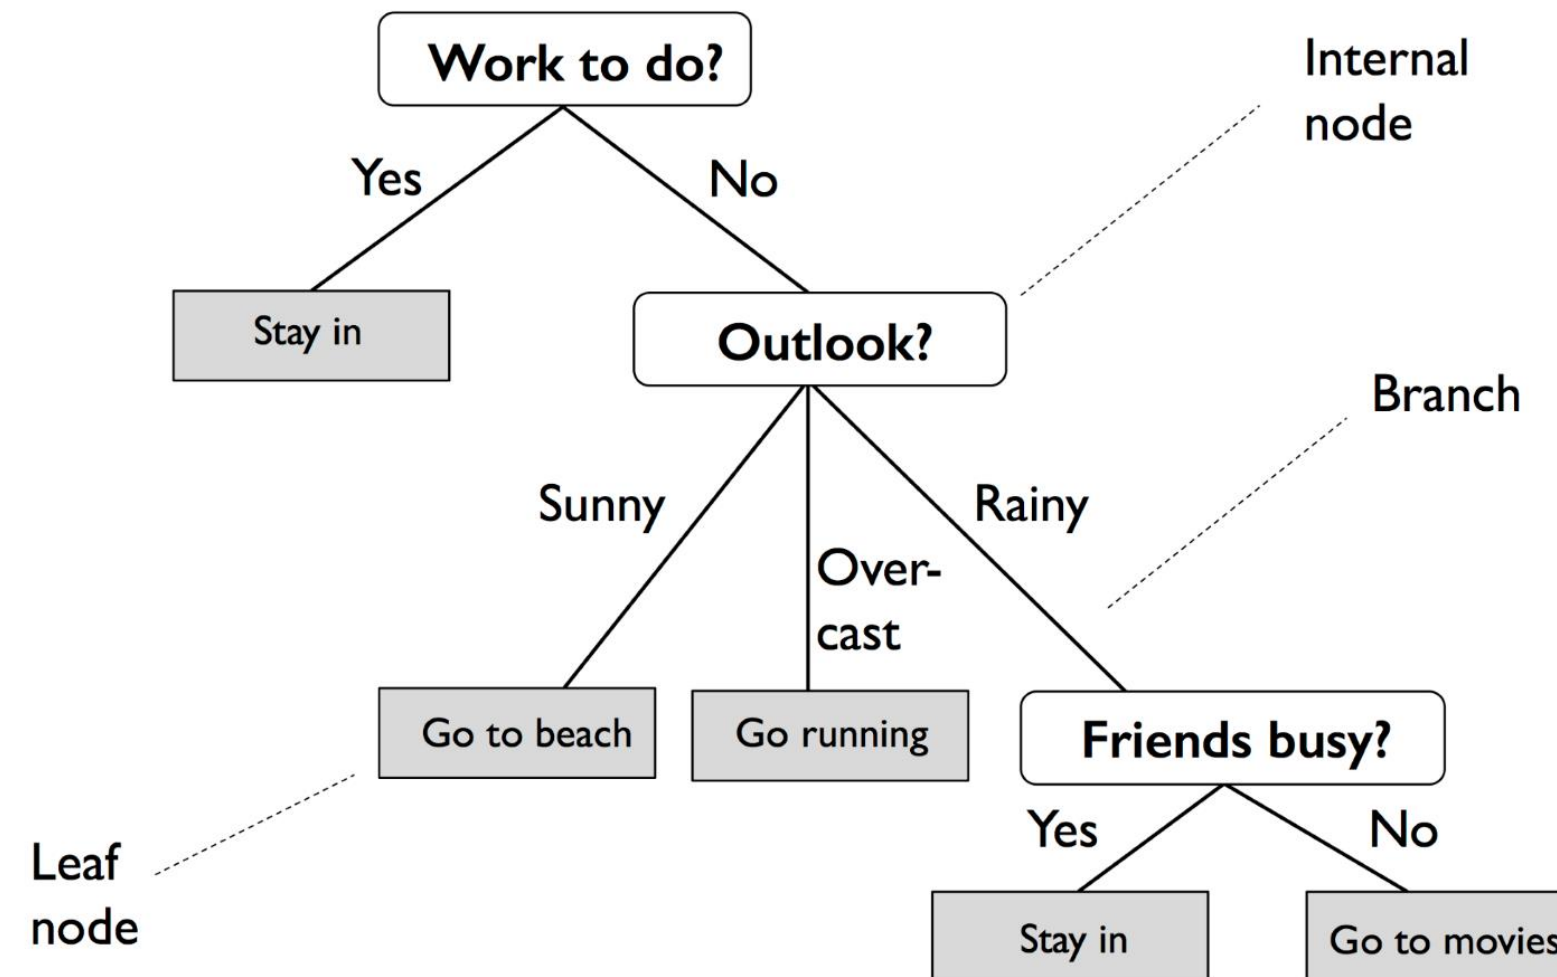 Work to do?
Internal
node
Yes
No
Stay in
Outlook?
Branch
Sunny
Rainy
Over-
cast
Go to beach
Go running
Friends busy?
Yes
No
Leaf
node
Stay in
Go to movies